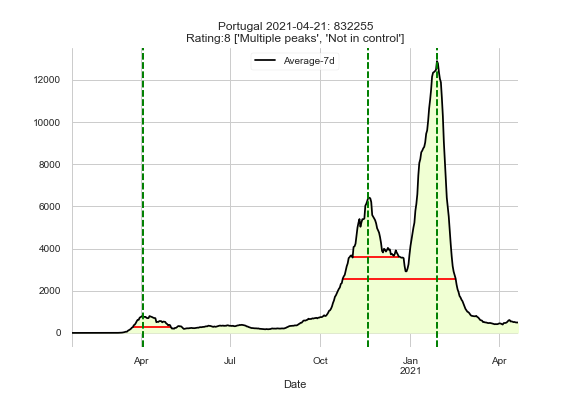 Portugal 2021-04-21: 832255
Rating:8 ['Multiple peaks', 'Not in control']
Average-7d
12000
10000
8000
6000
4000
2000
0
Apr
Jul
Oct
Jan
2021
Apr
Date